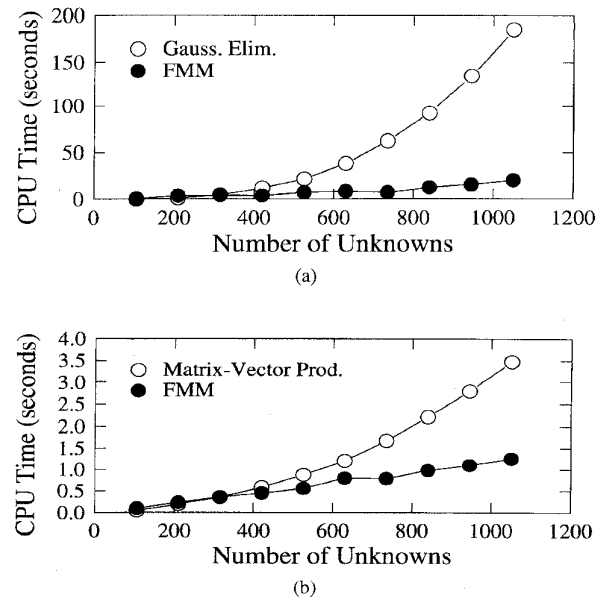 200
150
100
50
0
CPU Time (seconds)
Gauss. Elim.
FMM
0 200 400 600 800 1000 1200
Number of Unknowns
(a)
4.0
3.5
3.0
2.5
2.0
1.5
1.0
0.5
0.0
CPU Time (seconds)
Matrix-Vector Prod.
FMM
0 200 400 600 800 1000 1200
Number of Unknowns
(b)